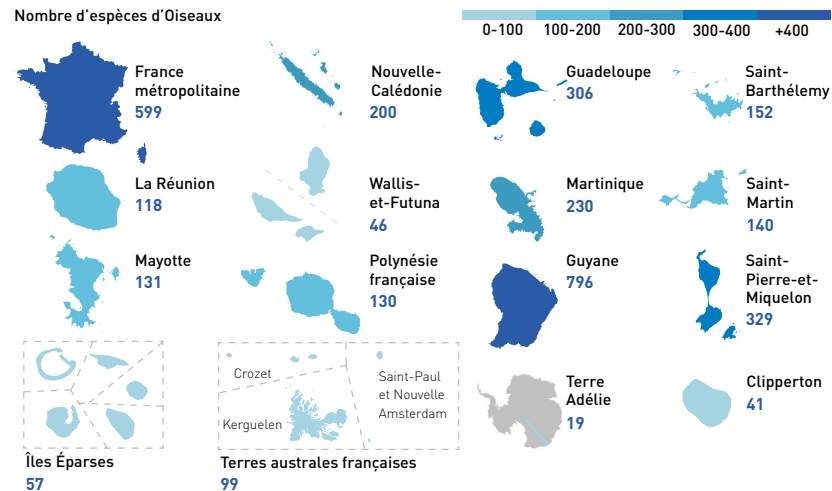 Nombre d'espèces d'Oiseaux
0-100 100-200 200-300 300-400 +400
France
métropolitaine
599
Nouvelle-
Calédonie
200
Guadeloupe
306
Saint-
Barthélemy
152
La Réunion
118
Wallis-
et-Futuna
46
Martinique
230
Saint-
Martin
140
Mayotte
131
Polynésie
française
130
Guyane
796
Saint-
Pierre-et-
Miquelon
329
Îles Éparses
57
Crozet
Kerguelen
Saint-Paul
et Nouvelle
Amsterdam
Terres australes françaises
99
Terre
Adélie
19
Clipperton
41